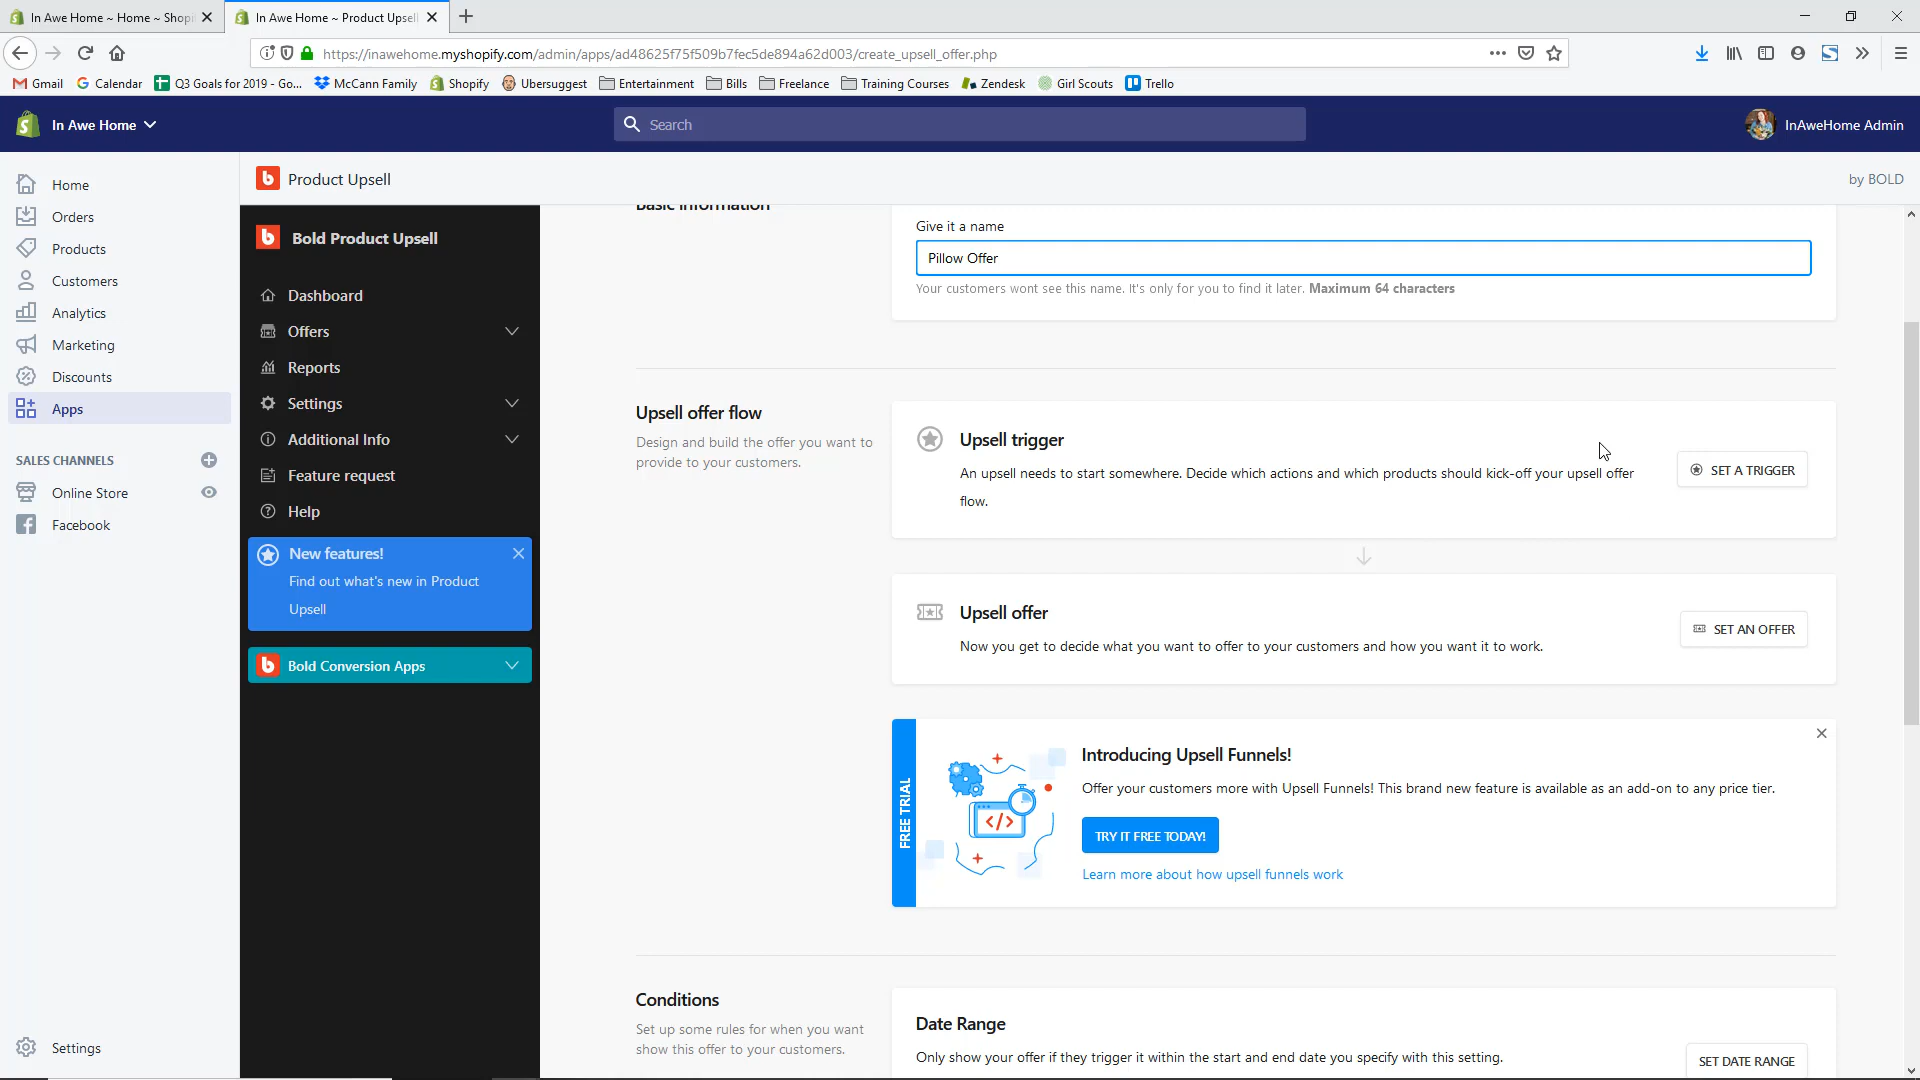 In Awe Home ~ Home ~ Shopi
In Awe Home ~ Product Upsell
https://inawehome.myshopify.com/admin/apps/ad48625f75f509b7fec5de894a62d003/create_upsell_offer.php
Gmail
Calendar
Q3 Goals for 2019 - Go...
McCann Family
Shopify
Ubersuggest
Entertainment
Bills
Freelance
Training Courses
Zendesk
Girl Scouts
Trello
In Awe Home
Search
InAweHome Admin
Home
Orders
Products
Customers
Analytics
Marketing
Discounts
Apps
SALES CHANNELS
Online Store
Facebook
Settings
Product Upsell
by BOLD
Bold Product Upsell
Dashboard
Offers
Reports
Settings
Additional Info
Feature request
Help
New features!
Find out what's new in Product
Upsell
Bold Conversion Apps
Basic information
Give it a name
Pillow Offer
Your customers wont see this name. It's only for you to find it later. Maximum 64 characters
Upsell offer flow
Design and build the offer you want to
provide to your customers.
Upsell trigger
An upsell needs to start somewhere. Decide which actions and which products should kick-off your upsell offer
flow.
SET A TRIGGER
Upsell offer
Now you get to decide what you want to offer to your customers and how you want it to work.
SET AN OFFER
FREE TRIAL
Introducing Upsell Funnels!
Offer your customers more with Upsell Funnels! This brand new feature is available as an add-on to any price tier.
TRY IT FREE TODAY!
Learn more about how upsell funnels work
Conditions
Set up some rules for when you want
show this offer to your customers.
Date Range
Only show your offer if they trigger it within the start and end date you specify with this setting.
SET DATE RANGE